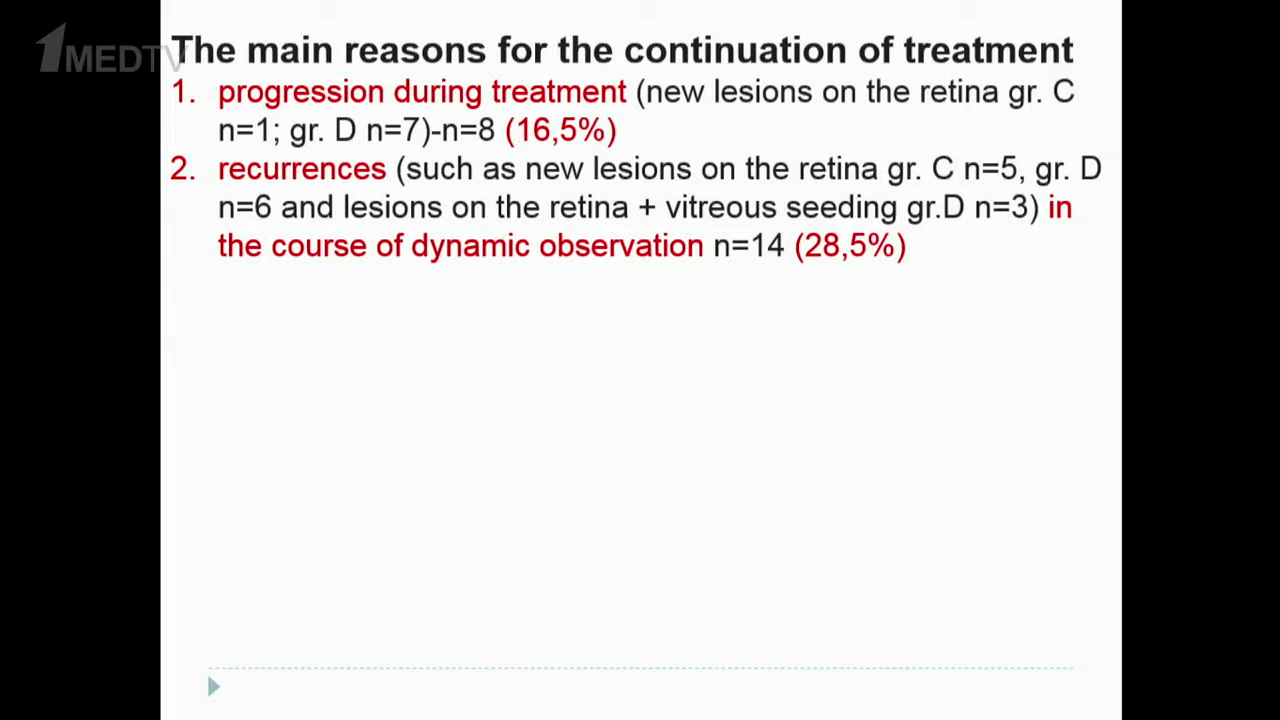 1MEDTV
The main reasons for the continuation of treatment
1. progression during treatment (new lesions on the retina gr. C
n=1; gr. D n=7)-n=8 (16,5%)
2. recurrences (such as new lesions on the retina gr. C n=5, gr. D
n=6 and lesions on the retina + vitreous seeding gr.D n=3) in
the course of dynamic observation n=14 (28,5%)